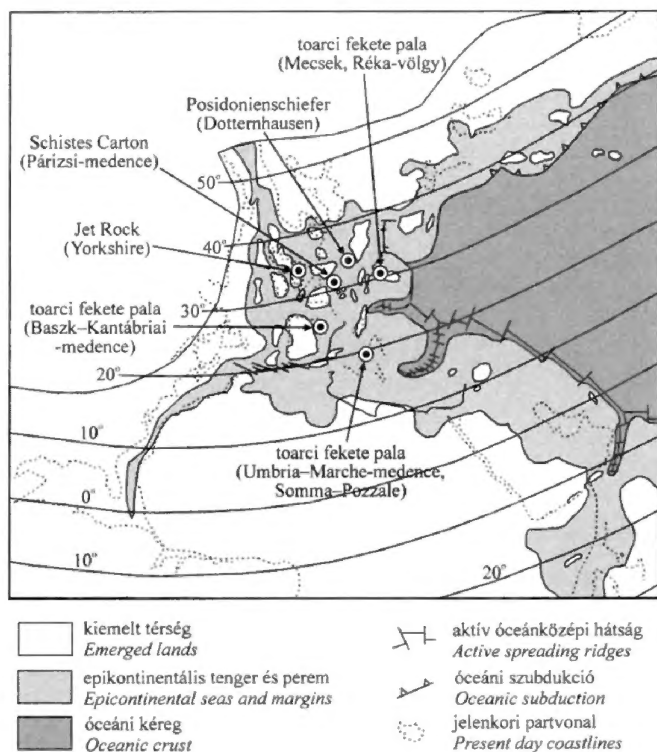 toarci fekete pala
(Mecsek, Réka-völgy)
Posidonienschiefer
(Dotternhausen)
Schistes Carton
(Párizsi-medence)
50°
Jet Rock
(Yorkshire)
40°
toarci fekete pala
(Baszk–Kantábriai
-medence)
30°
20°
10°
toarci fekete pala
(Umbria–Marche-medence,
Somma–Pozzale)
0°
10°
20°
kiemelt térség
Emerged lands
epikontinentális tenger és perem
Epicontinental seas and margins
óceáni kéreg
Oceanic crust
aktív óceánközépi hátság
Active spreading ridges
óceáni szubdukció
Oceanic subduction
jelenkori partvonal
Present day coastlines